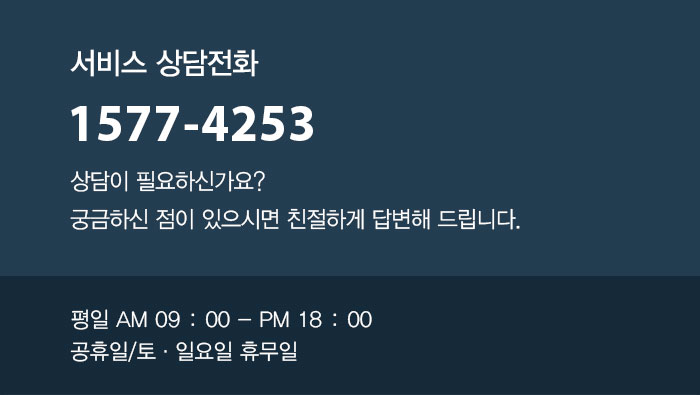 서비스 상담전화
1577-4253
상담이 필요하신가요?
궁금하신 점이 있으시면 친절하게 답변해 드립니다.
평일 AM 09 : 00 – PM 18 : 00
공휴일/토 · 일요일 휴무일